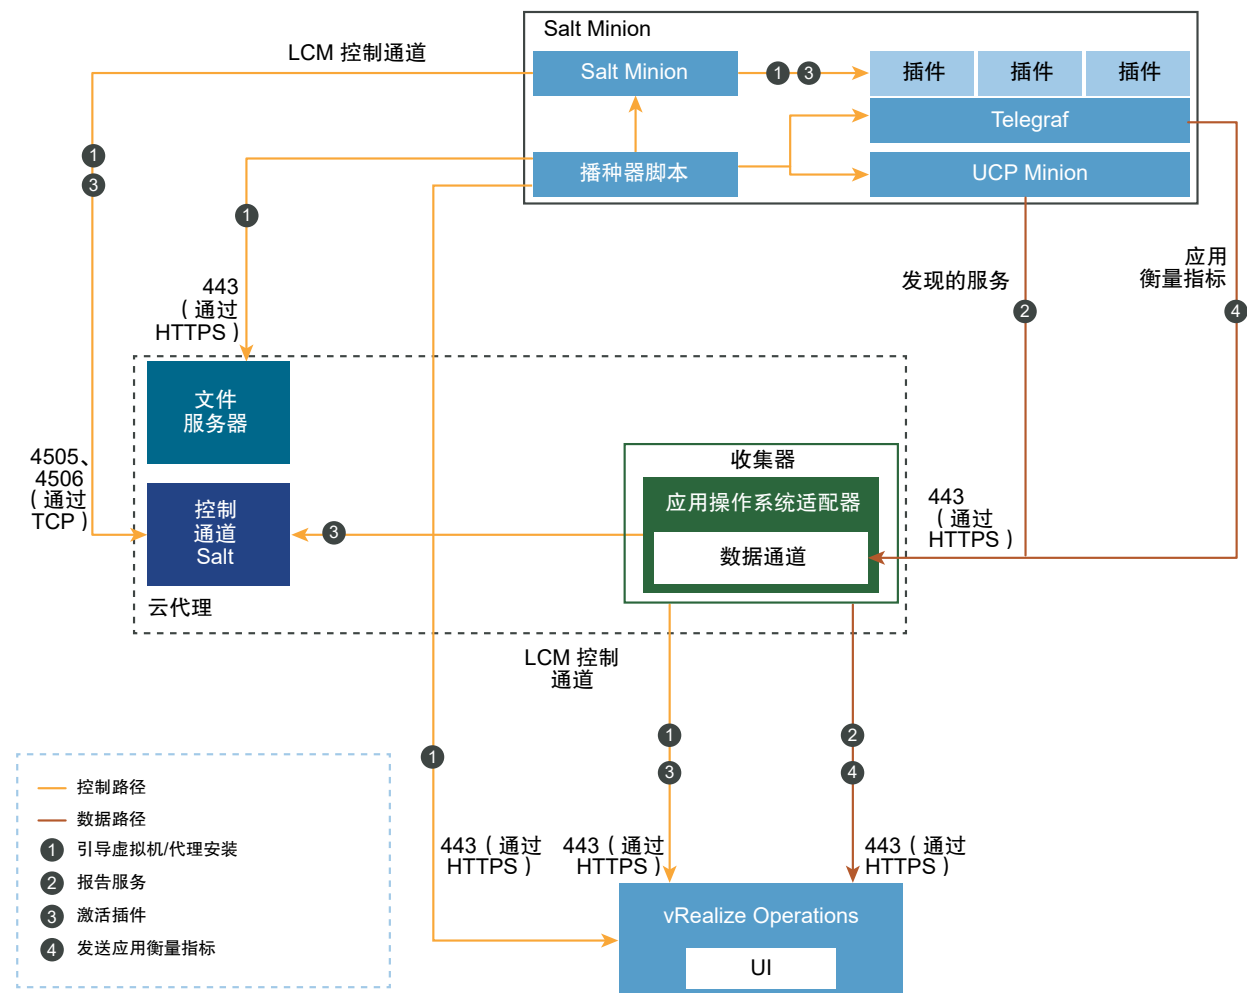 Salt Minion
LCM 控制通道
Salt Minion
1
3
插件
插件
插件
Telegraf
1
3
播种器脚本
UCP Minion
1
应用
衡量指标
发现的服务
2
4
443
（通过
HTTPS）
文件
服务器
4505、
4506
（通过
TCP）
控制
通道
Salt
3
收集器
应用操作系统适配器
数据通道
443
（通过
HTTPS）
云代理
LCM 控制
通道
1
3
2
4
1
控制路径
数据路径
1 引导虚拟机/代理安装
2 报告服务
3 激活插件
4 发送应用衡量指标
443（通过
HTTPS）
443（通过
HTTPS）
443（通过
HTTPS）
vRealize Operations
UI